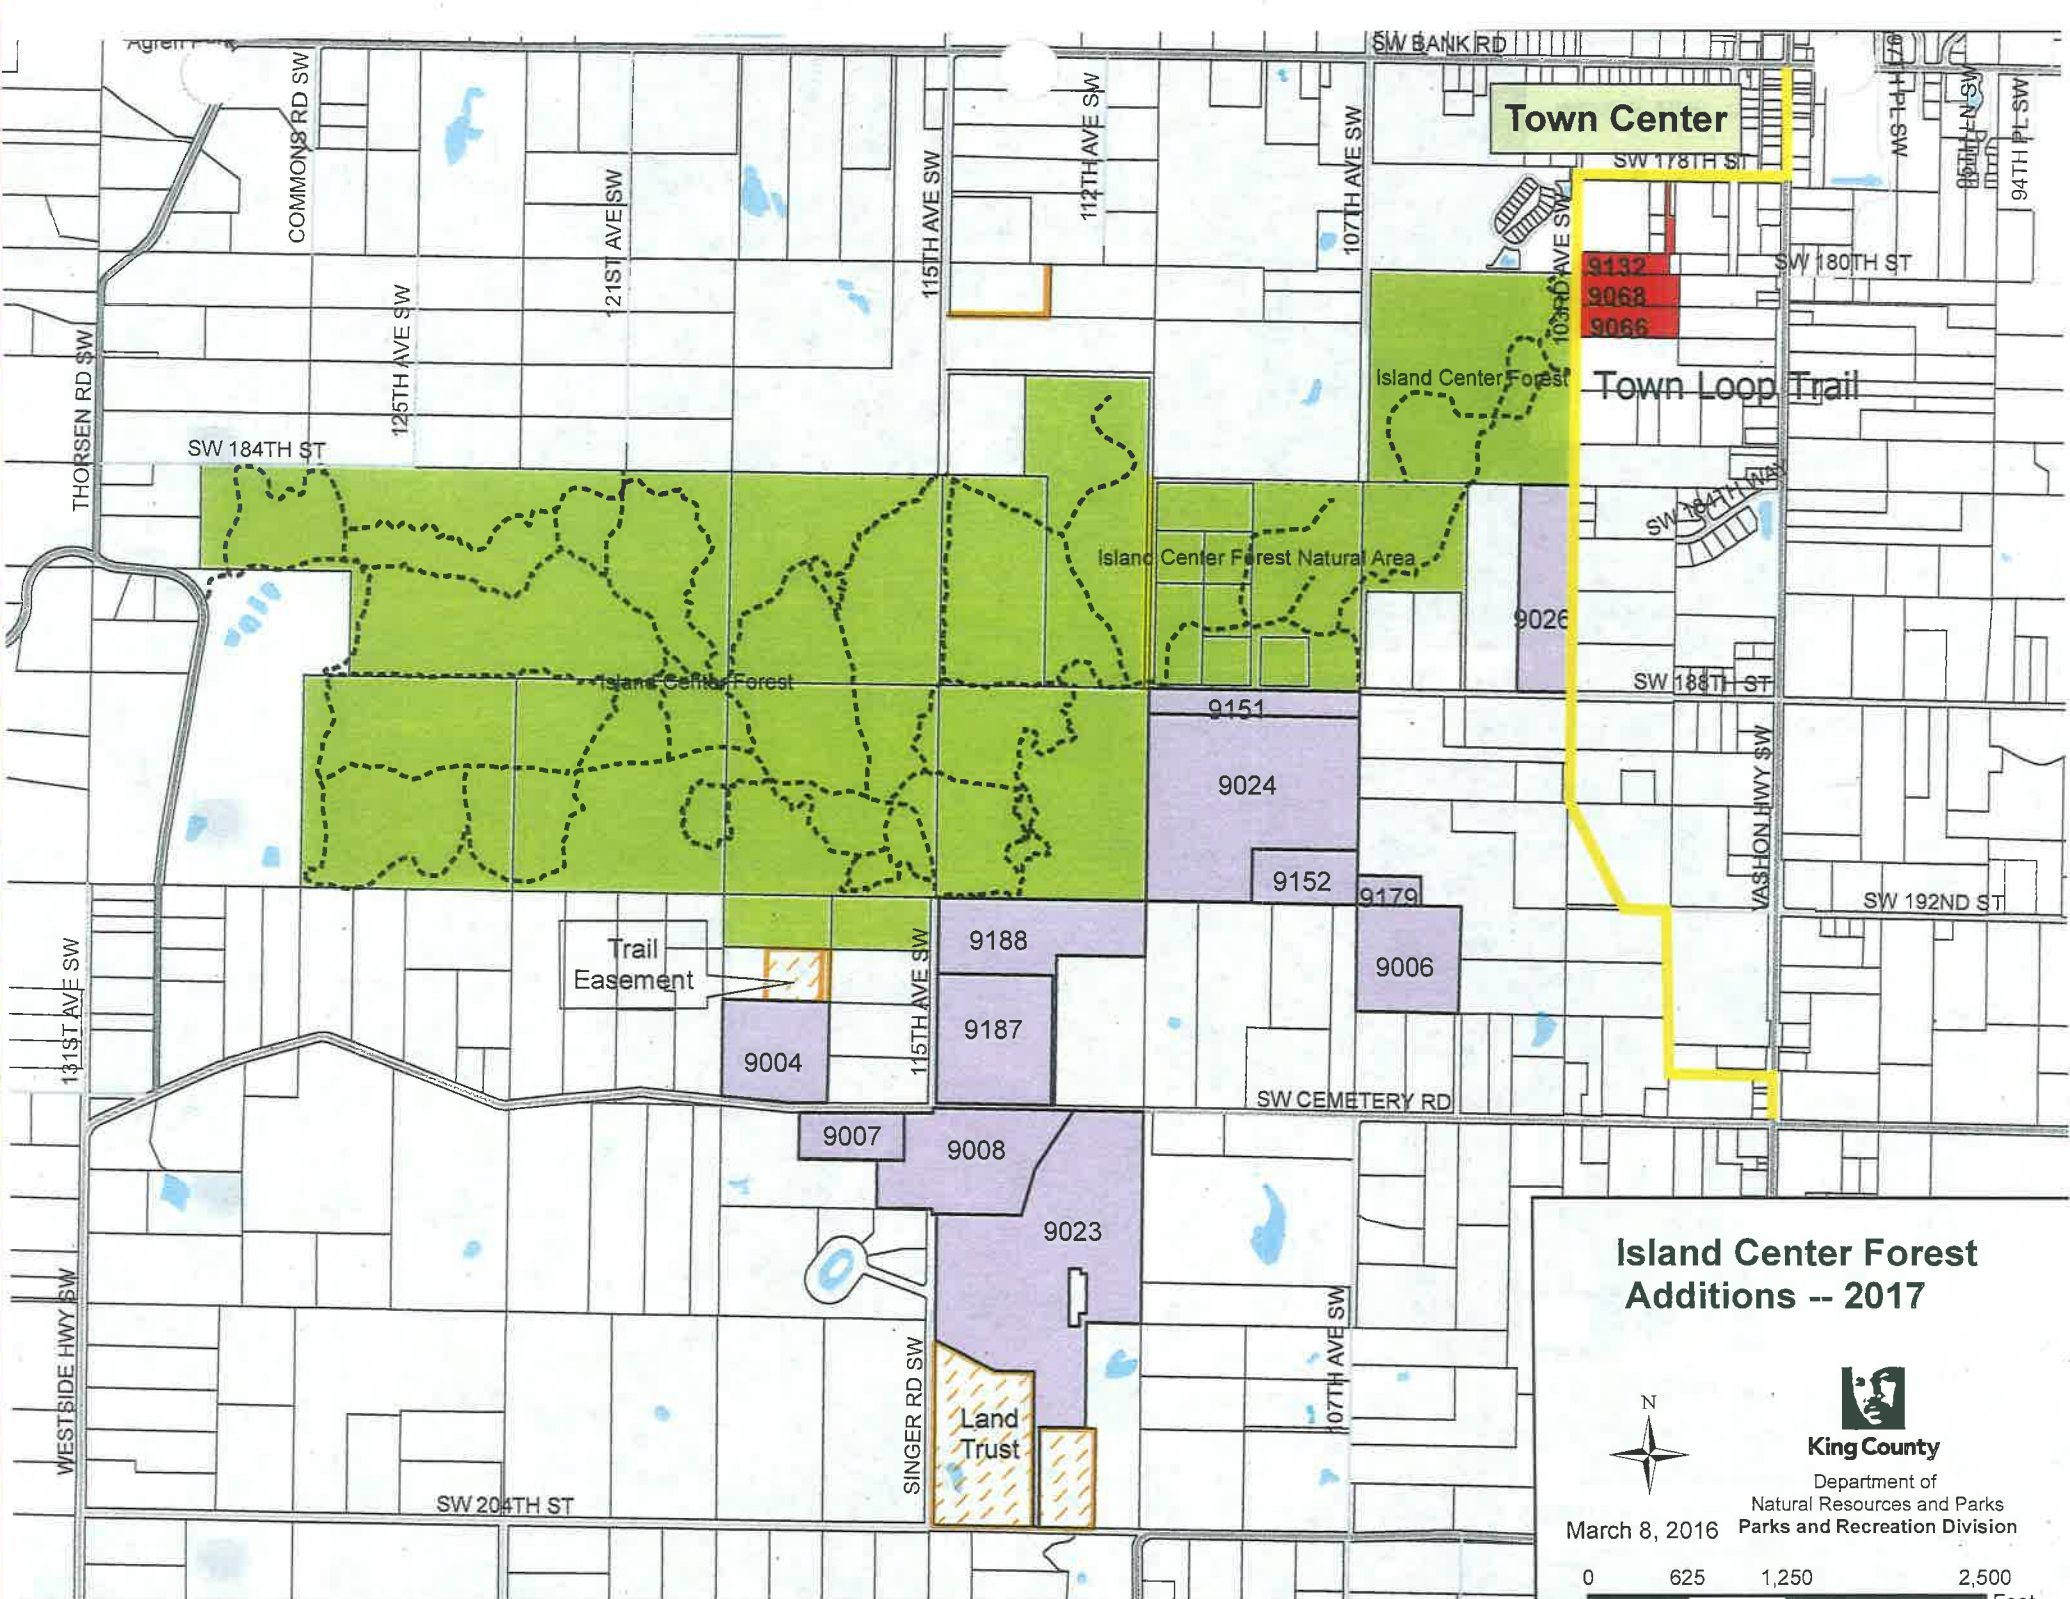 SW BANK RD
COMMONS RD SW
112TH AVE SW
94TH PL SW
Town Center
SW 178TH ST
107TH AVE SW
115TH AVE SW
121ST AVE SW
103RD AVE SW
9132
SW 180TH ST
9068
9066
125TH AVE SW
THORSEN RD SW
Island Center Forest
Town Loop Trail
SW 184TH ST
SW 184TH WAY
Island Center Forest Natural Area
9026
Island Center Forest
SW 188TH ST
9151
9024
VASHON HWY SW
9152
9179
SW 192ND ST
9188
115TH AVE SW
Trail
Easement
9006
131ST AVE SW
9187
9004
SW CEMETERY RD
9007
9008
9023
Island Center Forest
Additions -- 2017
WESTSIDE HWY SW
SINGER RD SW
107TH AVE SW
Land
Trust
N
King County
Department of
Natural Resources and Parks
March 8, 2016
Parks and Recreation Division
SW 204TH ST
0 625 1,250 2,500